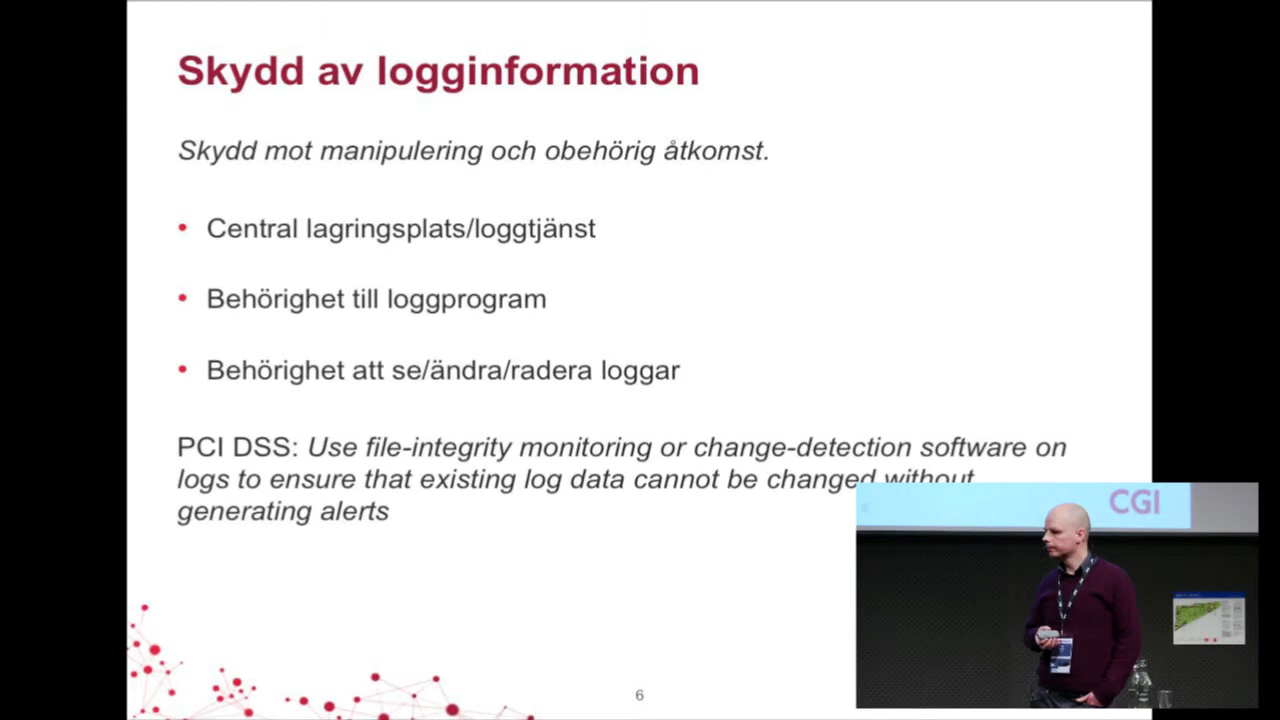 Skydd av logginformation
Skydd mot manipulering och obehörig åtkomst.
• Central lagringsplats/loggtjänst
• Behörighet till loggprogram
• Behörighet att se/ändra/radera loggar
PCI DSS: Use file-integrity monitoring or change-detection software on
logs to ensure that existing log data cannot be changed without
generating alerts
CGI
6